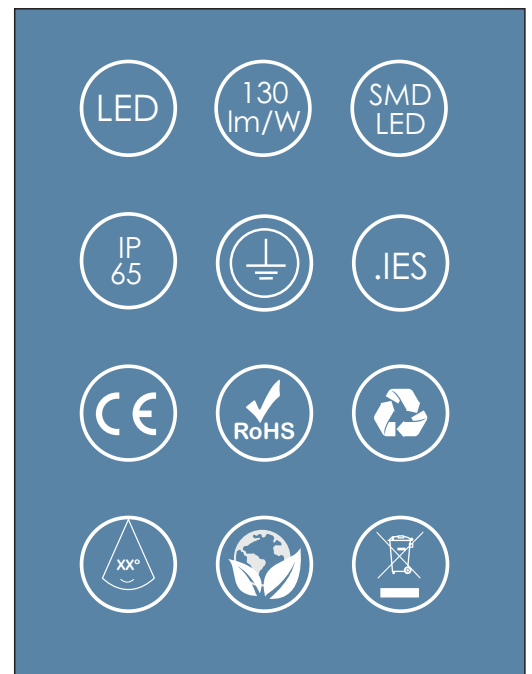 LED
130
lm/W
SMD
LED
IP
65
.IES
CE
RoHS
XX°